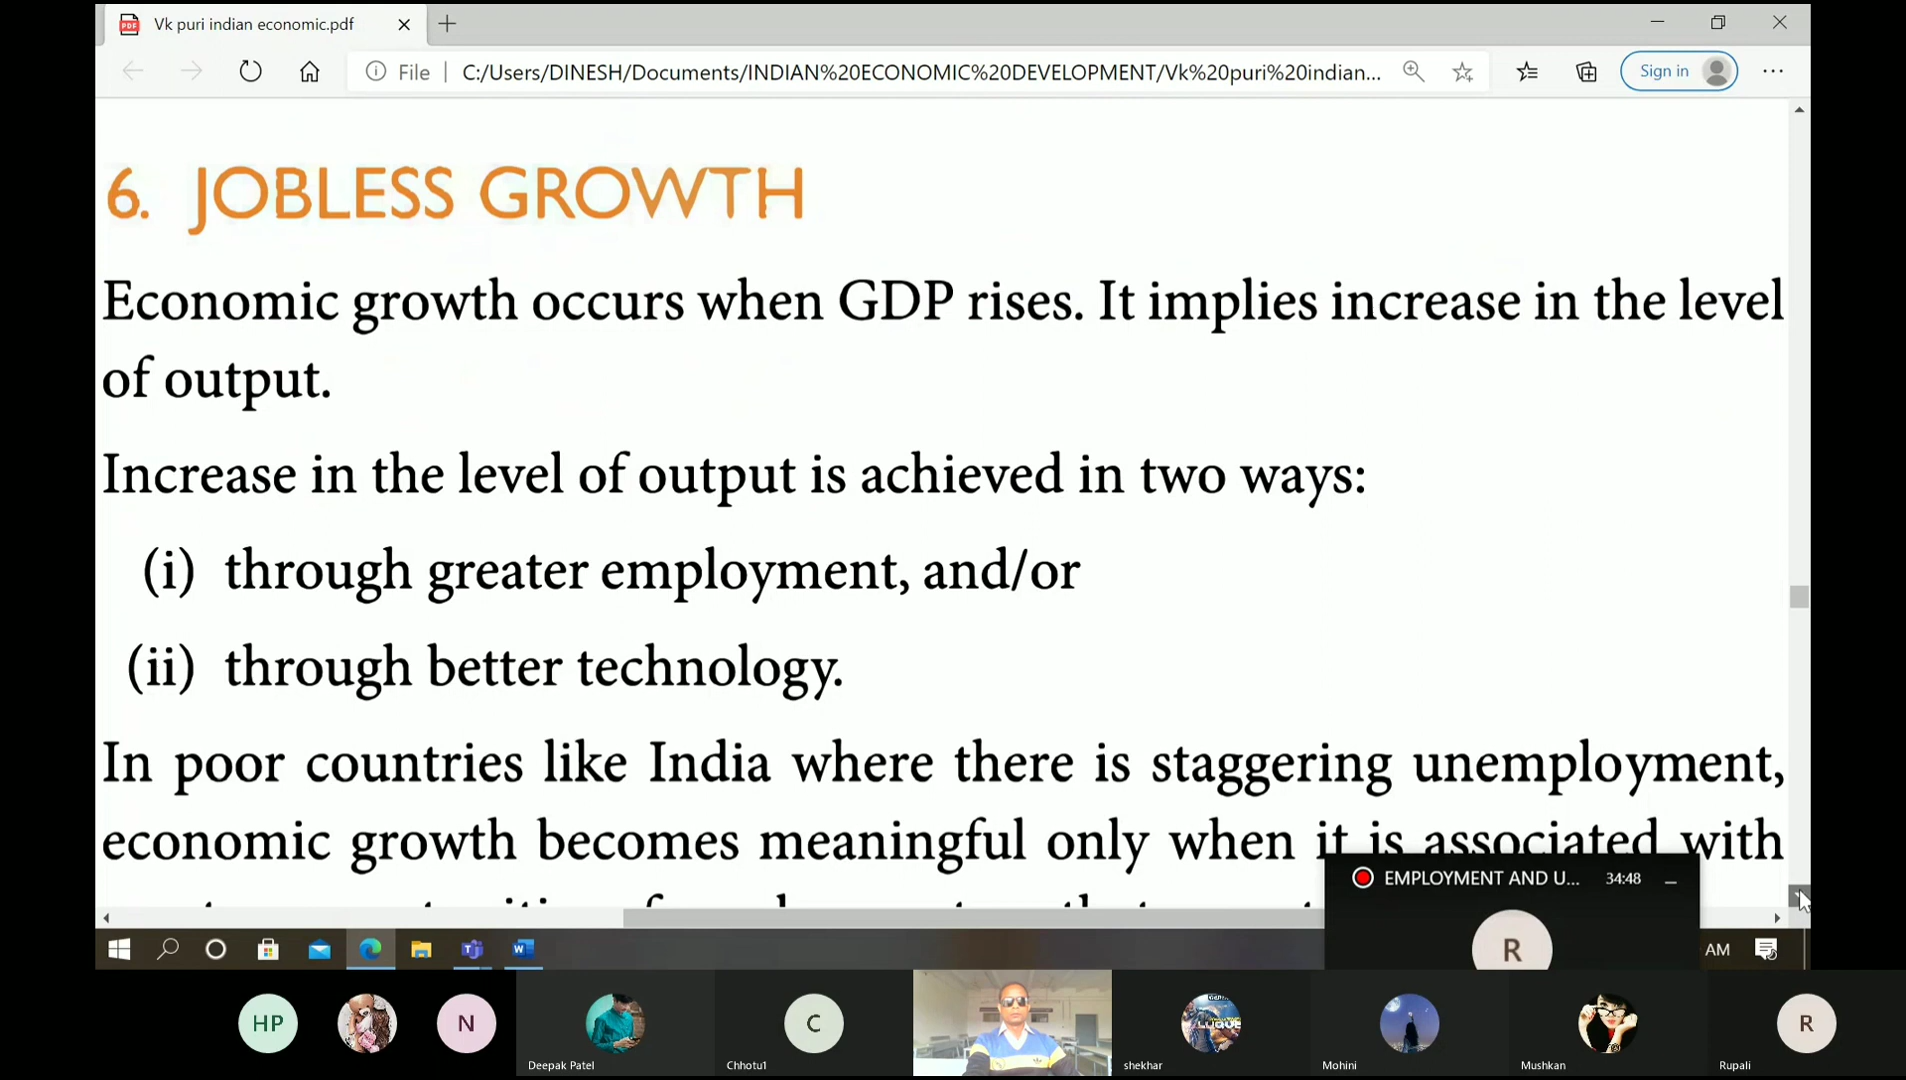 Vk puri indian economic.pdf
File | C:/Users/DINESH/Documents/INDIAN%20ECONOMIC%20DEVELOPMENT/Vk%20puri%20indian...
Sign in
6. JOBLESS GROWTH
Economic growth occurs when GDP rises. It implies increase in the level
of output.
Increase in the level of output is achieved in two ways:
(i) through greater employment, and/or
(ii) through better technology.
In poor countries like India where there is staggering unemployment,
economic growth becomes meaningful only when it is associated with
EMPLOYMENT AND U... 34:48
R
AM
HP
N
C
R
Deepak Patel
Chhotu1
shekhar
Mohini
Mushkan
Rupali